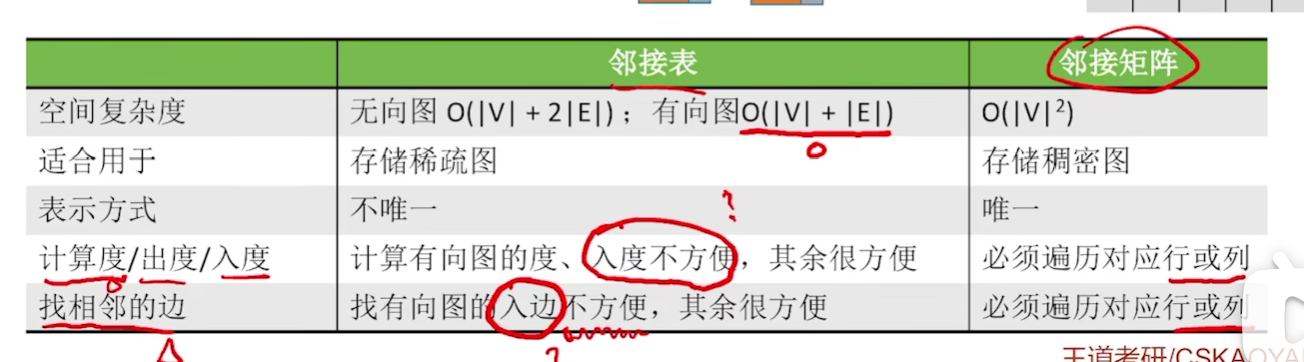 邻接表 邻接矩阵
空间复杂度 无向图 O(|V| + 2|E|)；有向图O(|V| + |E|) O(|V|²)
适合用于 存储稀疏图 存储稠密图
表示方式 不唯一 唯一
?
计算度/出度/入度 计算有向图的度、入度不方便，其余很方便 必须遍历对应行或列
找相邻的边 找有向图的入边不方便，其余很方便 必须遍历对应行或列
?
王道考研/CSKAOYA